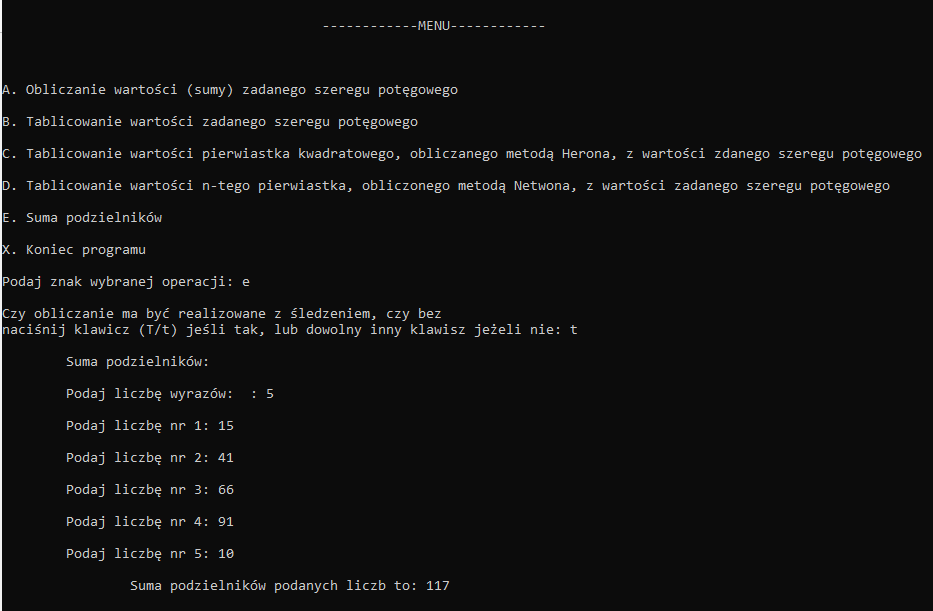 ------------MENU------------
A. Obliczanie wartości (sumy) zadanego szeregu potęgowego
B. Tablicowanie wartości zadanego szeregu potęgowego
C. Tablicowanie wartości pierwiastka kwadratowego, obliczanego metodą Herona, z wartości zdanego szeregu potęgowego
D. Tablicowanie wartości n-tego pierwiastka, obliczonego metodą Netwona, z wartości zadanego szeregu potęgowego
E. Suma podzielników
X. Koniec programu
Podaj znak wybranej operacji: e
Czy obliczanie ma być realizowane z śledzeniem, czy bez
naciśnij klawicz (T/t) jeśli tak, lub dowolny inny klawisz jeżeli nie: t
Suma podzielników:
Podaj liczbę wyrazów:  : 5
Podaj liczbę nr 1: 15
Podaj liczbę nr 2: 41
Podaj liczbę nr 3: 66
Podaj liczbę nr 4: 91
Podaj liczbę nr 5: 10
Suma podzielników podanych liczb to: 117